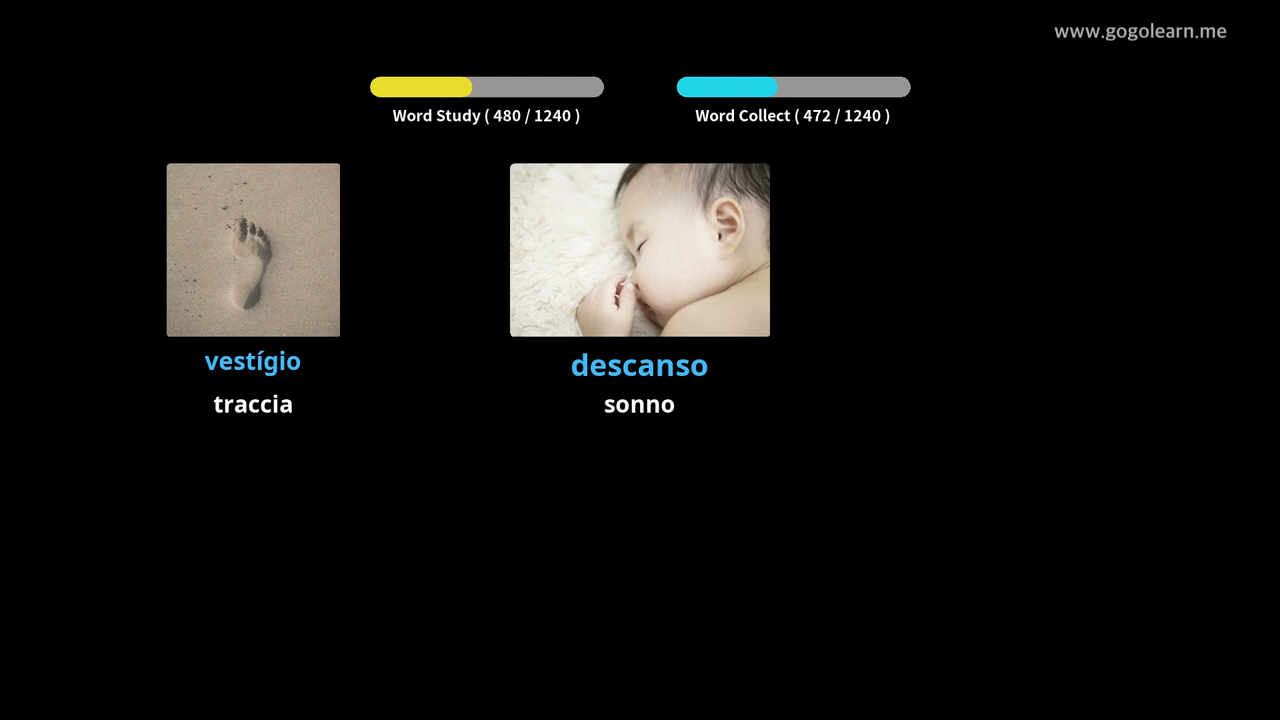 www.gogolearn.me
Word Study ( 480 / 1240 )
Word Collect ( 472 / 1240 )
vestígio
traccia
descanso
sonno